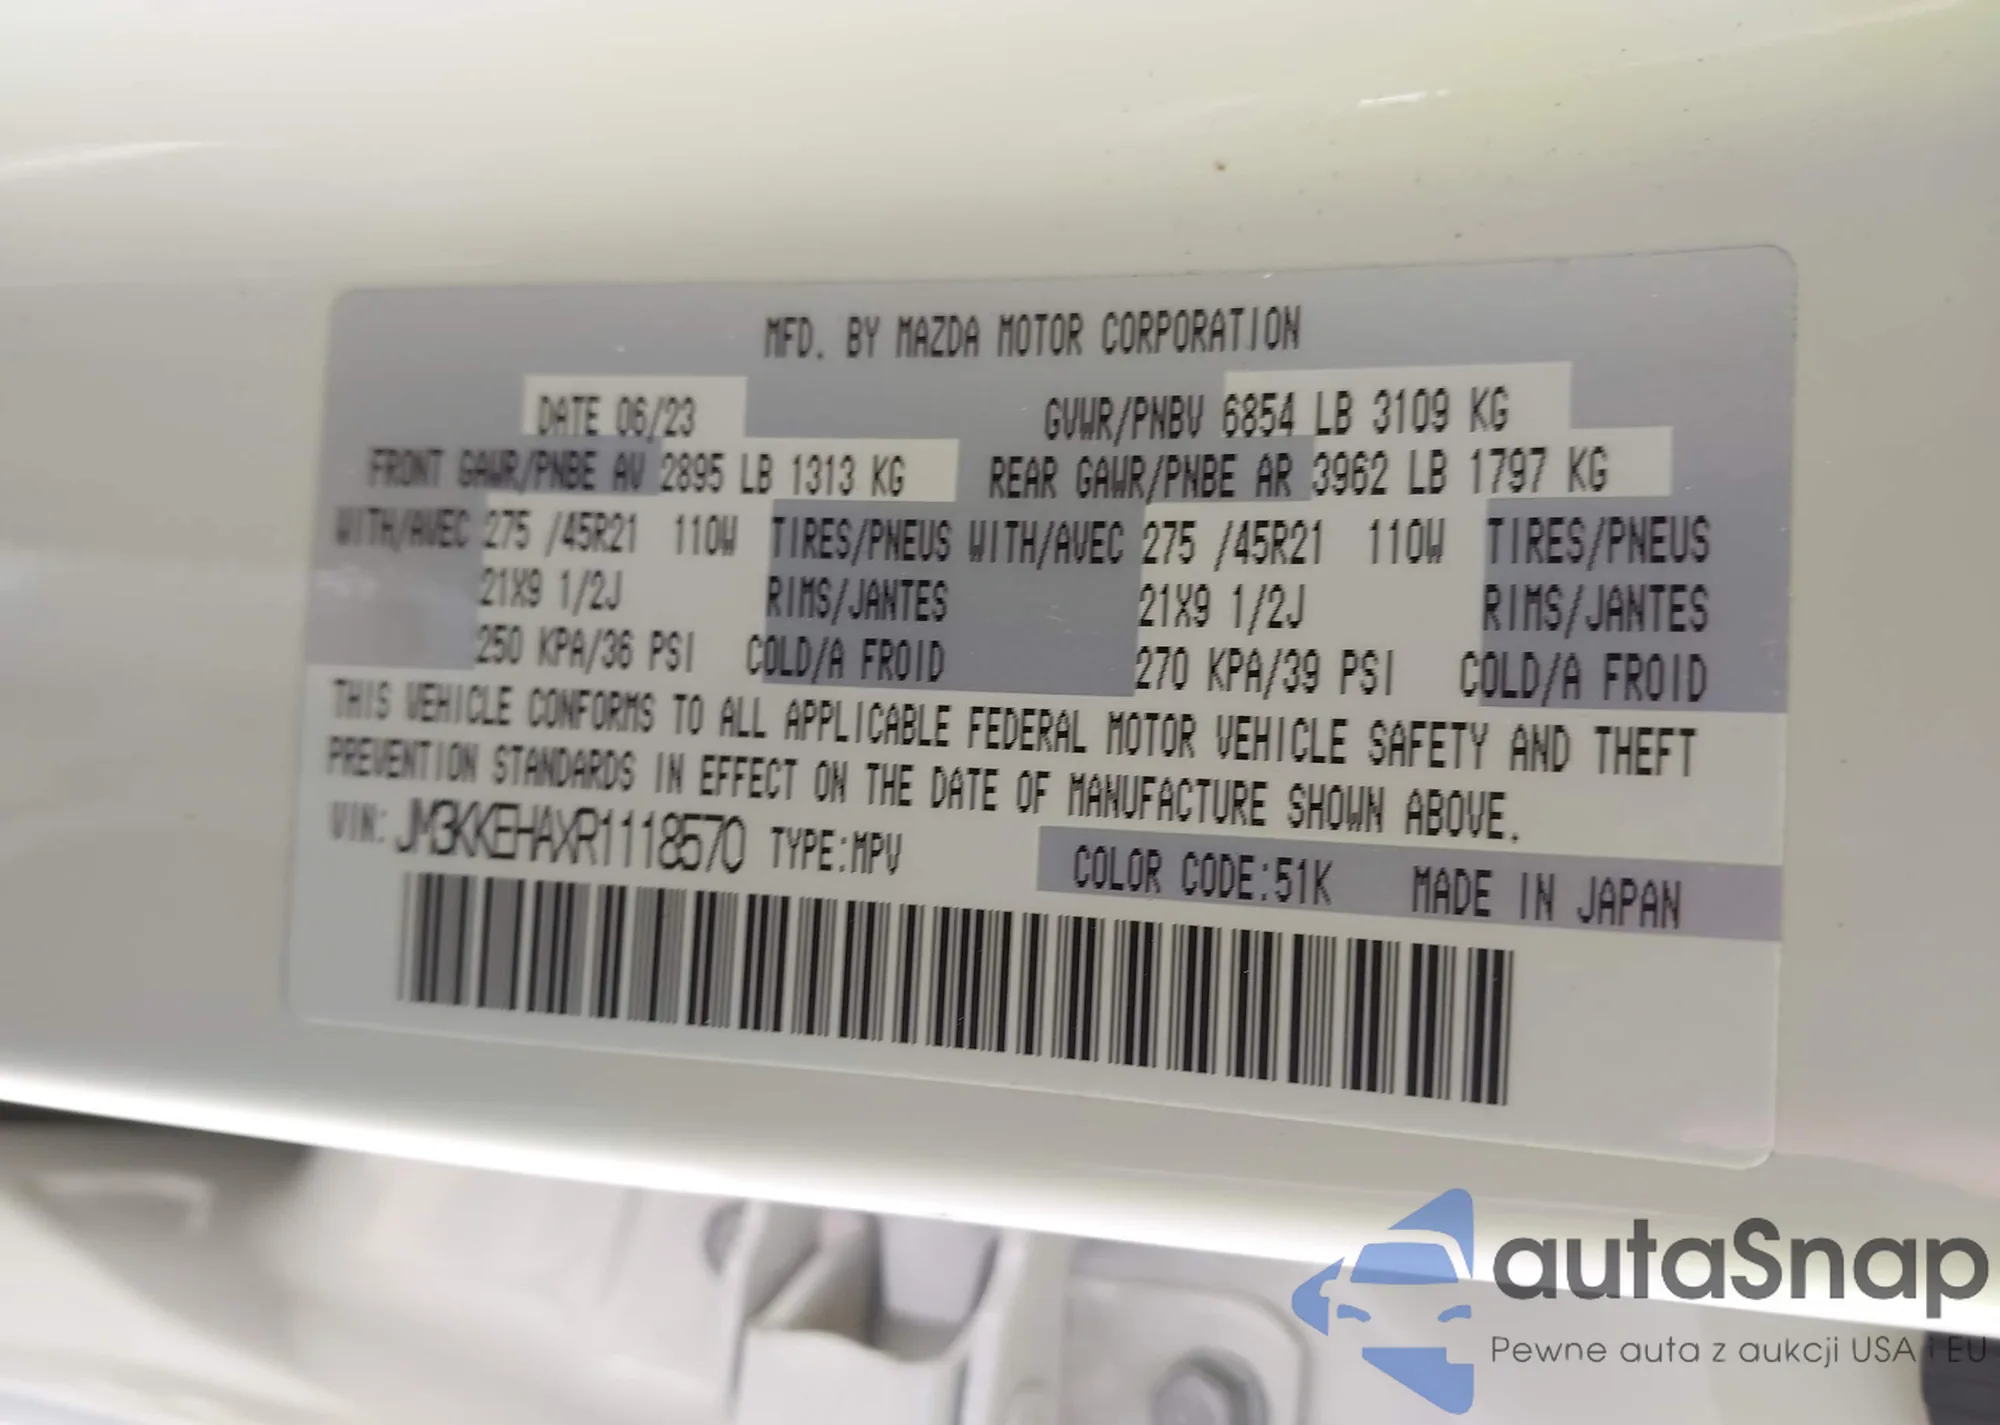 MFD. BY MAZDA MOTOR CORPORATION
DATE 06/23 GVWR/PNBV 6854 LB 3109 KG
FRONT GAWR/PNBE AV 2895 LB 1313 KG REAR GAWR/PNBE AR 3962 LB 1797 KG
WITH/AVEC 275 /45R21 110W TIRES/PNEUS WITH/AVEC 275 /45R21 110W TIRES/PNEUS
21X9 1/2J RIMS/JANTES 21X9 1/2J RIMS/JANTES
250 KPA/36 PSI COLD/A FROID 270 KPA/39 PSI COLD/A FROID
THIS VEHICLE CONFORMS TO ALL APPLICABLE FEDERAL MOTOR VEHICLE SAFETY AND THEFT
PREVENTION STANDARDS IN EFFECT ON THE DATE OF MANUFACTURE SHOWN ABOVE.
VIN: JM3KKEHAXR1118570 TYPE:MPV COLOR CODE:51K MADE IN JAPAN
autaSnap
Pewne auta z aukcji USA i EU